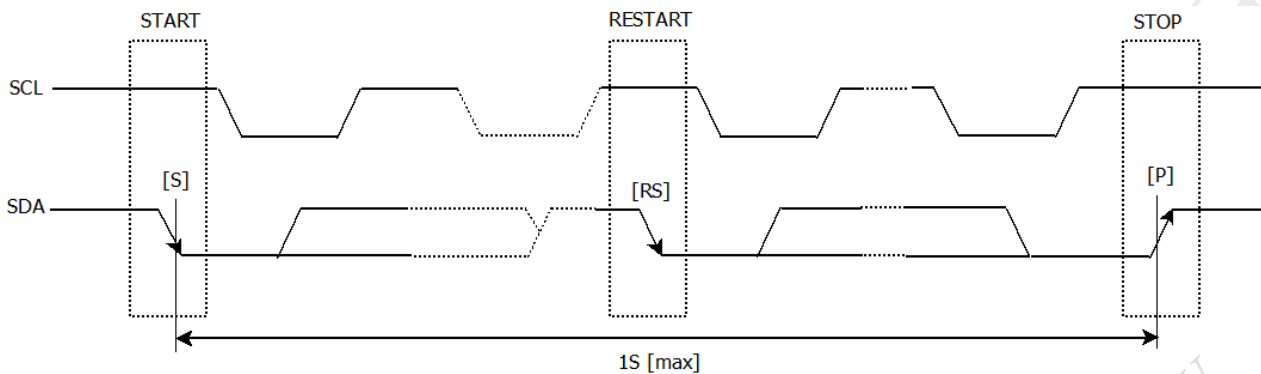 START RESTART STOP
SCL
[S] [RS] [P]
SDA
1S [max]